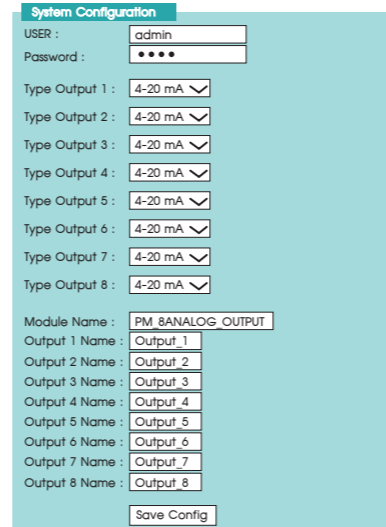 System Configuration
USER : admin
Password : ••••
Type Output 1 : 4-20 mA
Type Output 2 : 4-20 mA
Type Output 3 : 4-20 mA
Type Output 4 : 4-20 mA
Type Output 5 : 4-20 mA
Type Output 6 : 4-20 mA
Type Output 7 : 4-20 mA
Type Output 8 : 4-20 mA
Module Name : PM_8ANALOG_OUTPUT
Output 1 Name : Output_1
Output 2 Name : Output_2
Output 3 Name : Output_3
Output 4 Name : Output_4
Output 5 Name : Output_5
Output 6 Name : Output_6
Output 7 Name : Output_7
Output 8 Name : Output_8
Save Config